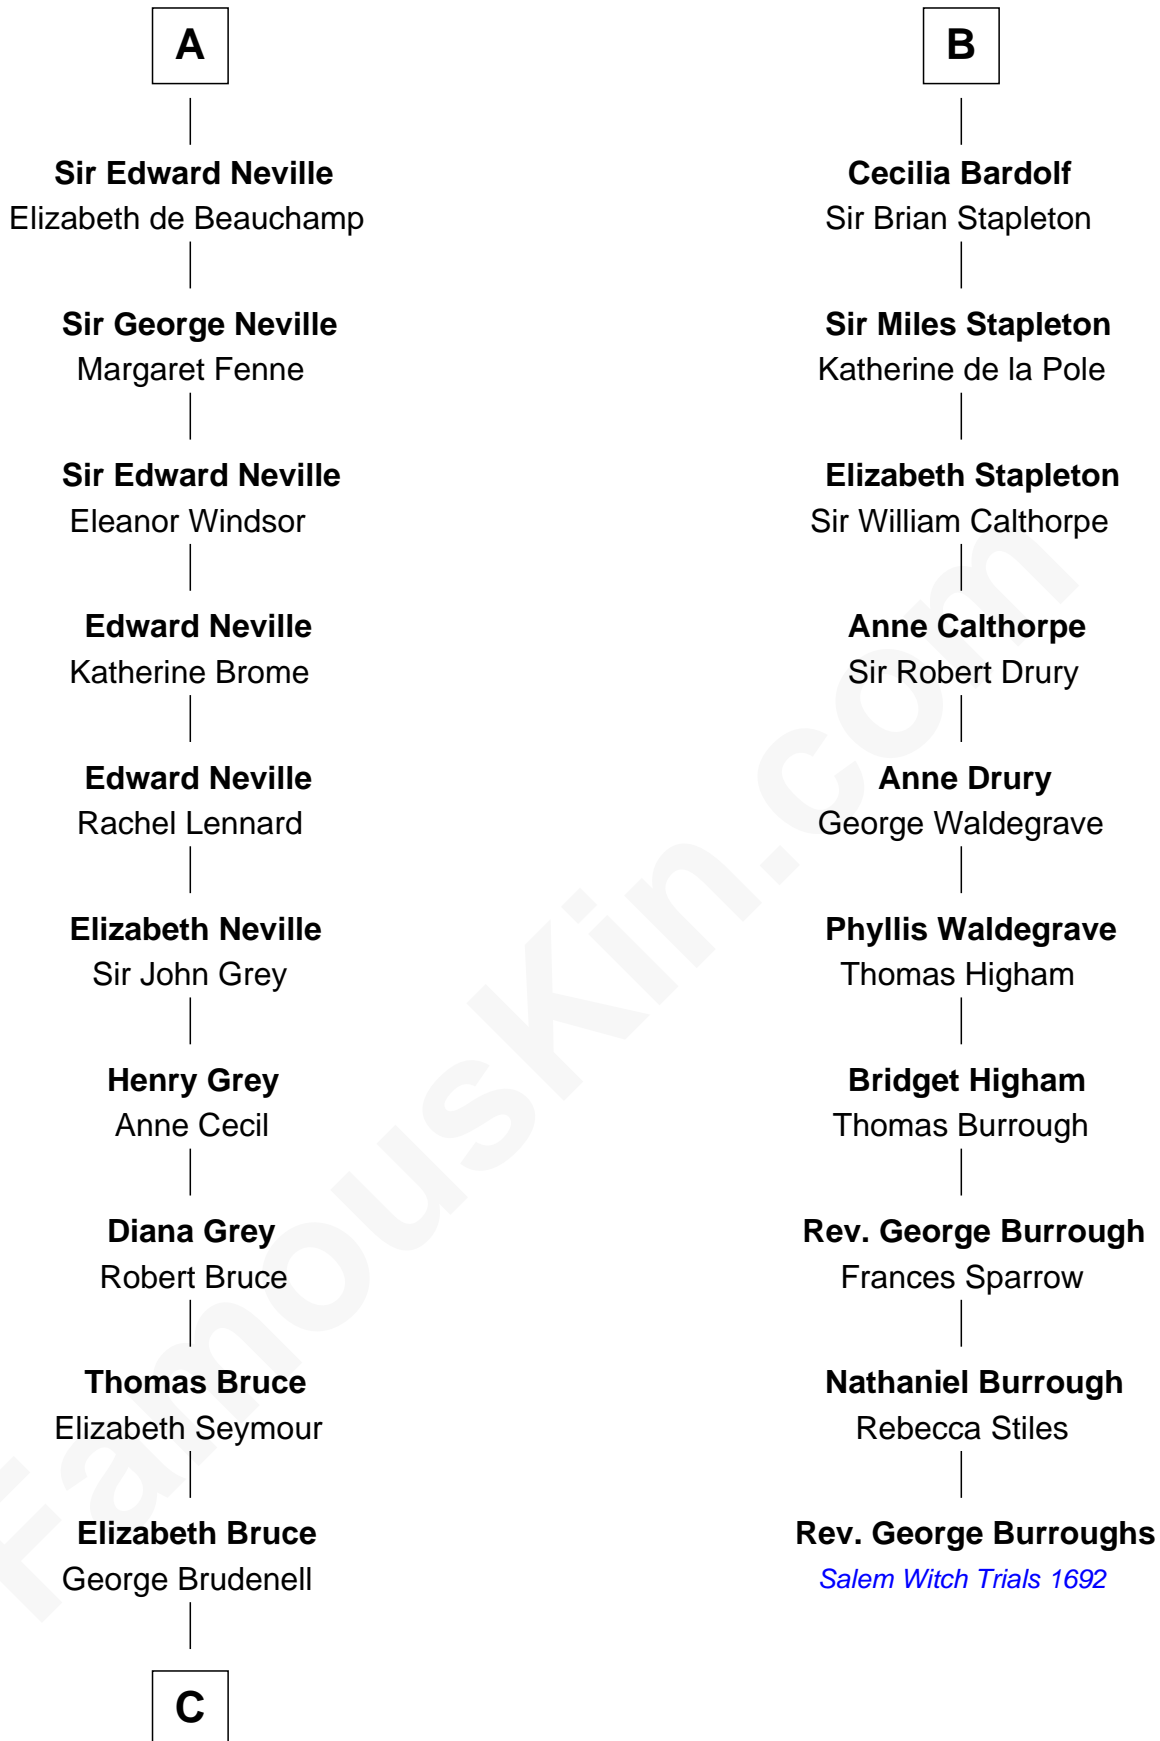 A
Sir Edward Neville
Elizabeth de Beauchamp
Sir George Neville
Margaret Fenne
Sir Edward Neville
Eleanor Windsor
Edward Neville
Katherine Brome
Edward Neville
Rachel Lennard
Elizabeth Neville
Sir John Grey
Henry Grey
Anne Cecil
Diana Grey
Robert Bruce
Thomas Bruce
Elizabeth Seymour
Elizabeth Bruce
George Brudenell
C
B
Cecilia Bardolf
Sir Brian Stapleton
Sir Miles Stapleton
Katherine de la Pole
Elizabeth Stapleton
Sir William Calthorpe
Anne Calthorpe
Sir Robert Drury
Anne Drury
George Waldegrave
Phyllis Waldegrave
Thomas Higham
Bridget Higham
Thomas Burrough
Rev. George Burrough
Frances Sparrow
Nathaniel Burrough
Rebecca Stiles
Rev. George Burroughs
Salem Witch Trials 1692
FamousKin.com